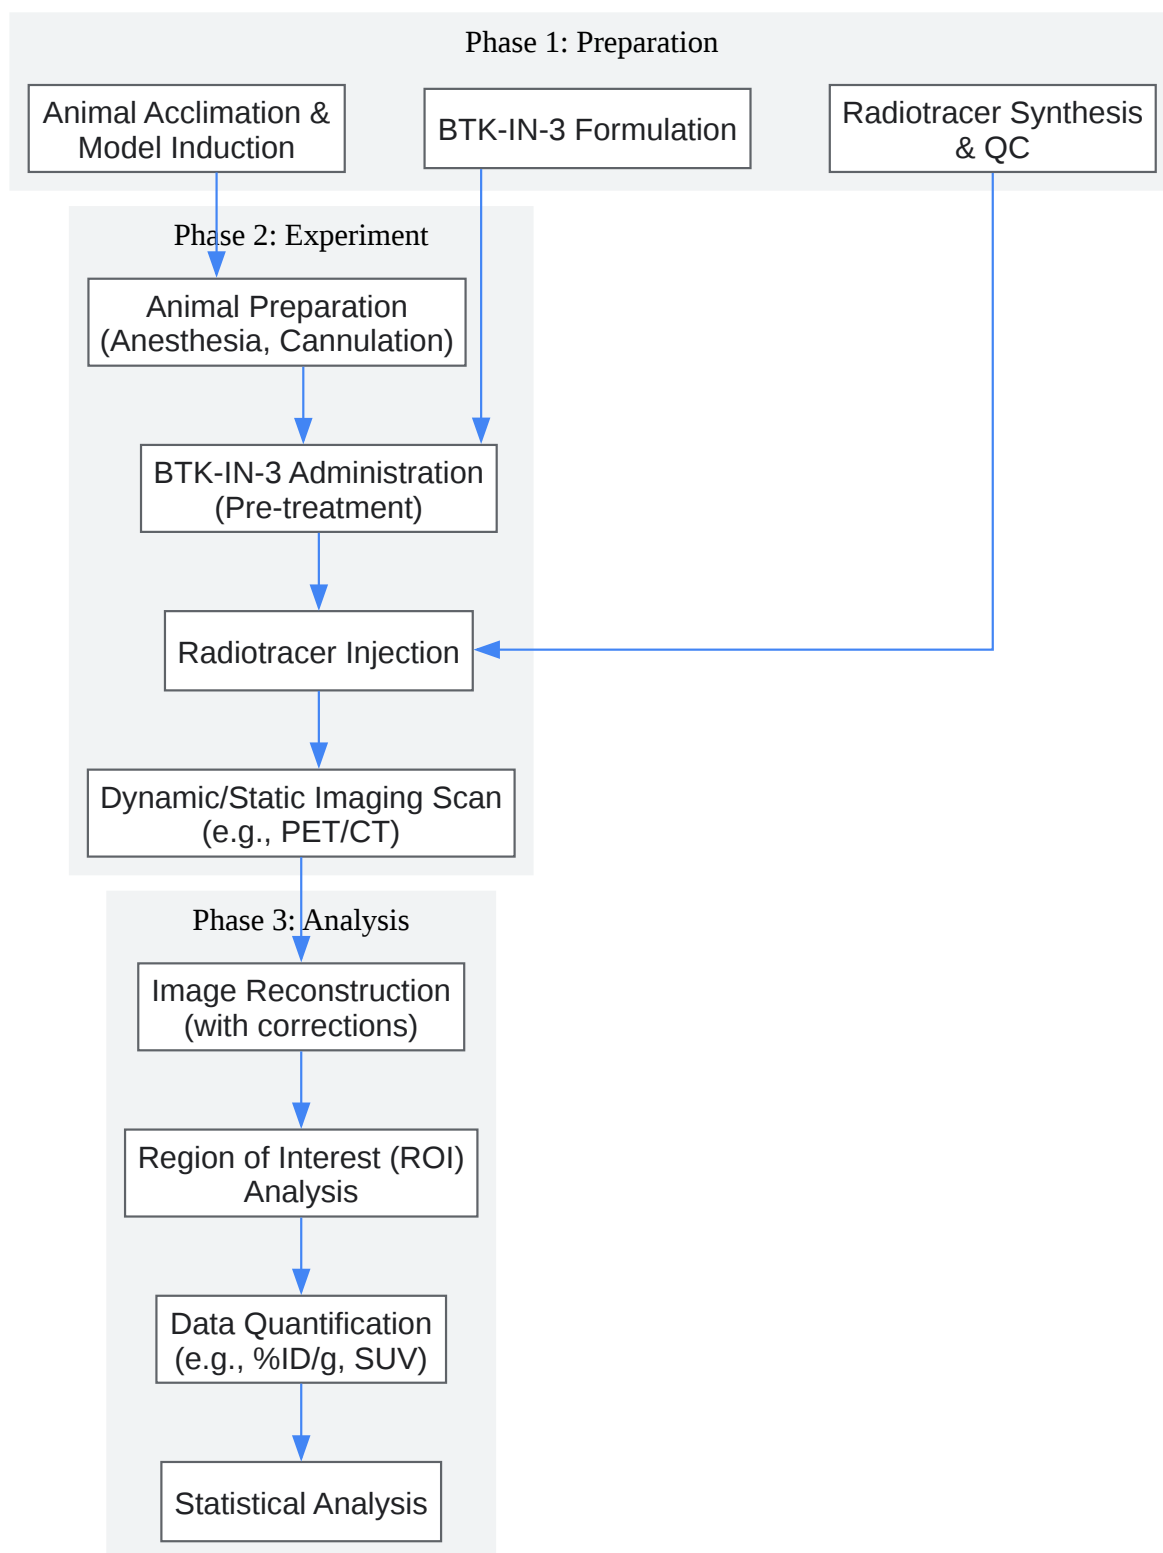 Phase 1: Preparation
Animal Acclimation &
Model Induction
BTK-IN-3 Formulation
Radiotracer Synthesis
& QC
Phase 2: Experiment
Animal Preparation
(Anesthesia, Cannulation)
BTK-IN-3 Administration
(Pre-treatment)
Radiotracer Injection
Dynamic/Static Imaging Scan
(e.g., PET/CT)
Phase 3: Analysis
Image Reconstruction
(with corrections)
Region of Interest (ROI)
Analysis
Data Quantification
(e.g., %ID/g, SUV)
Statistical Analysis